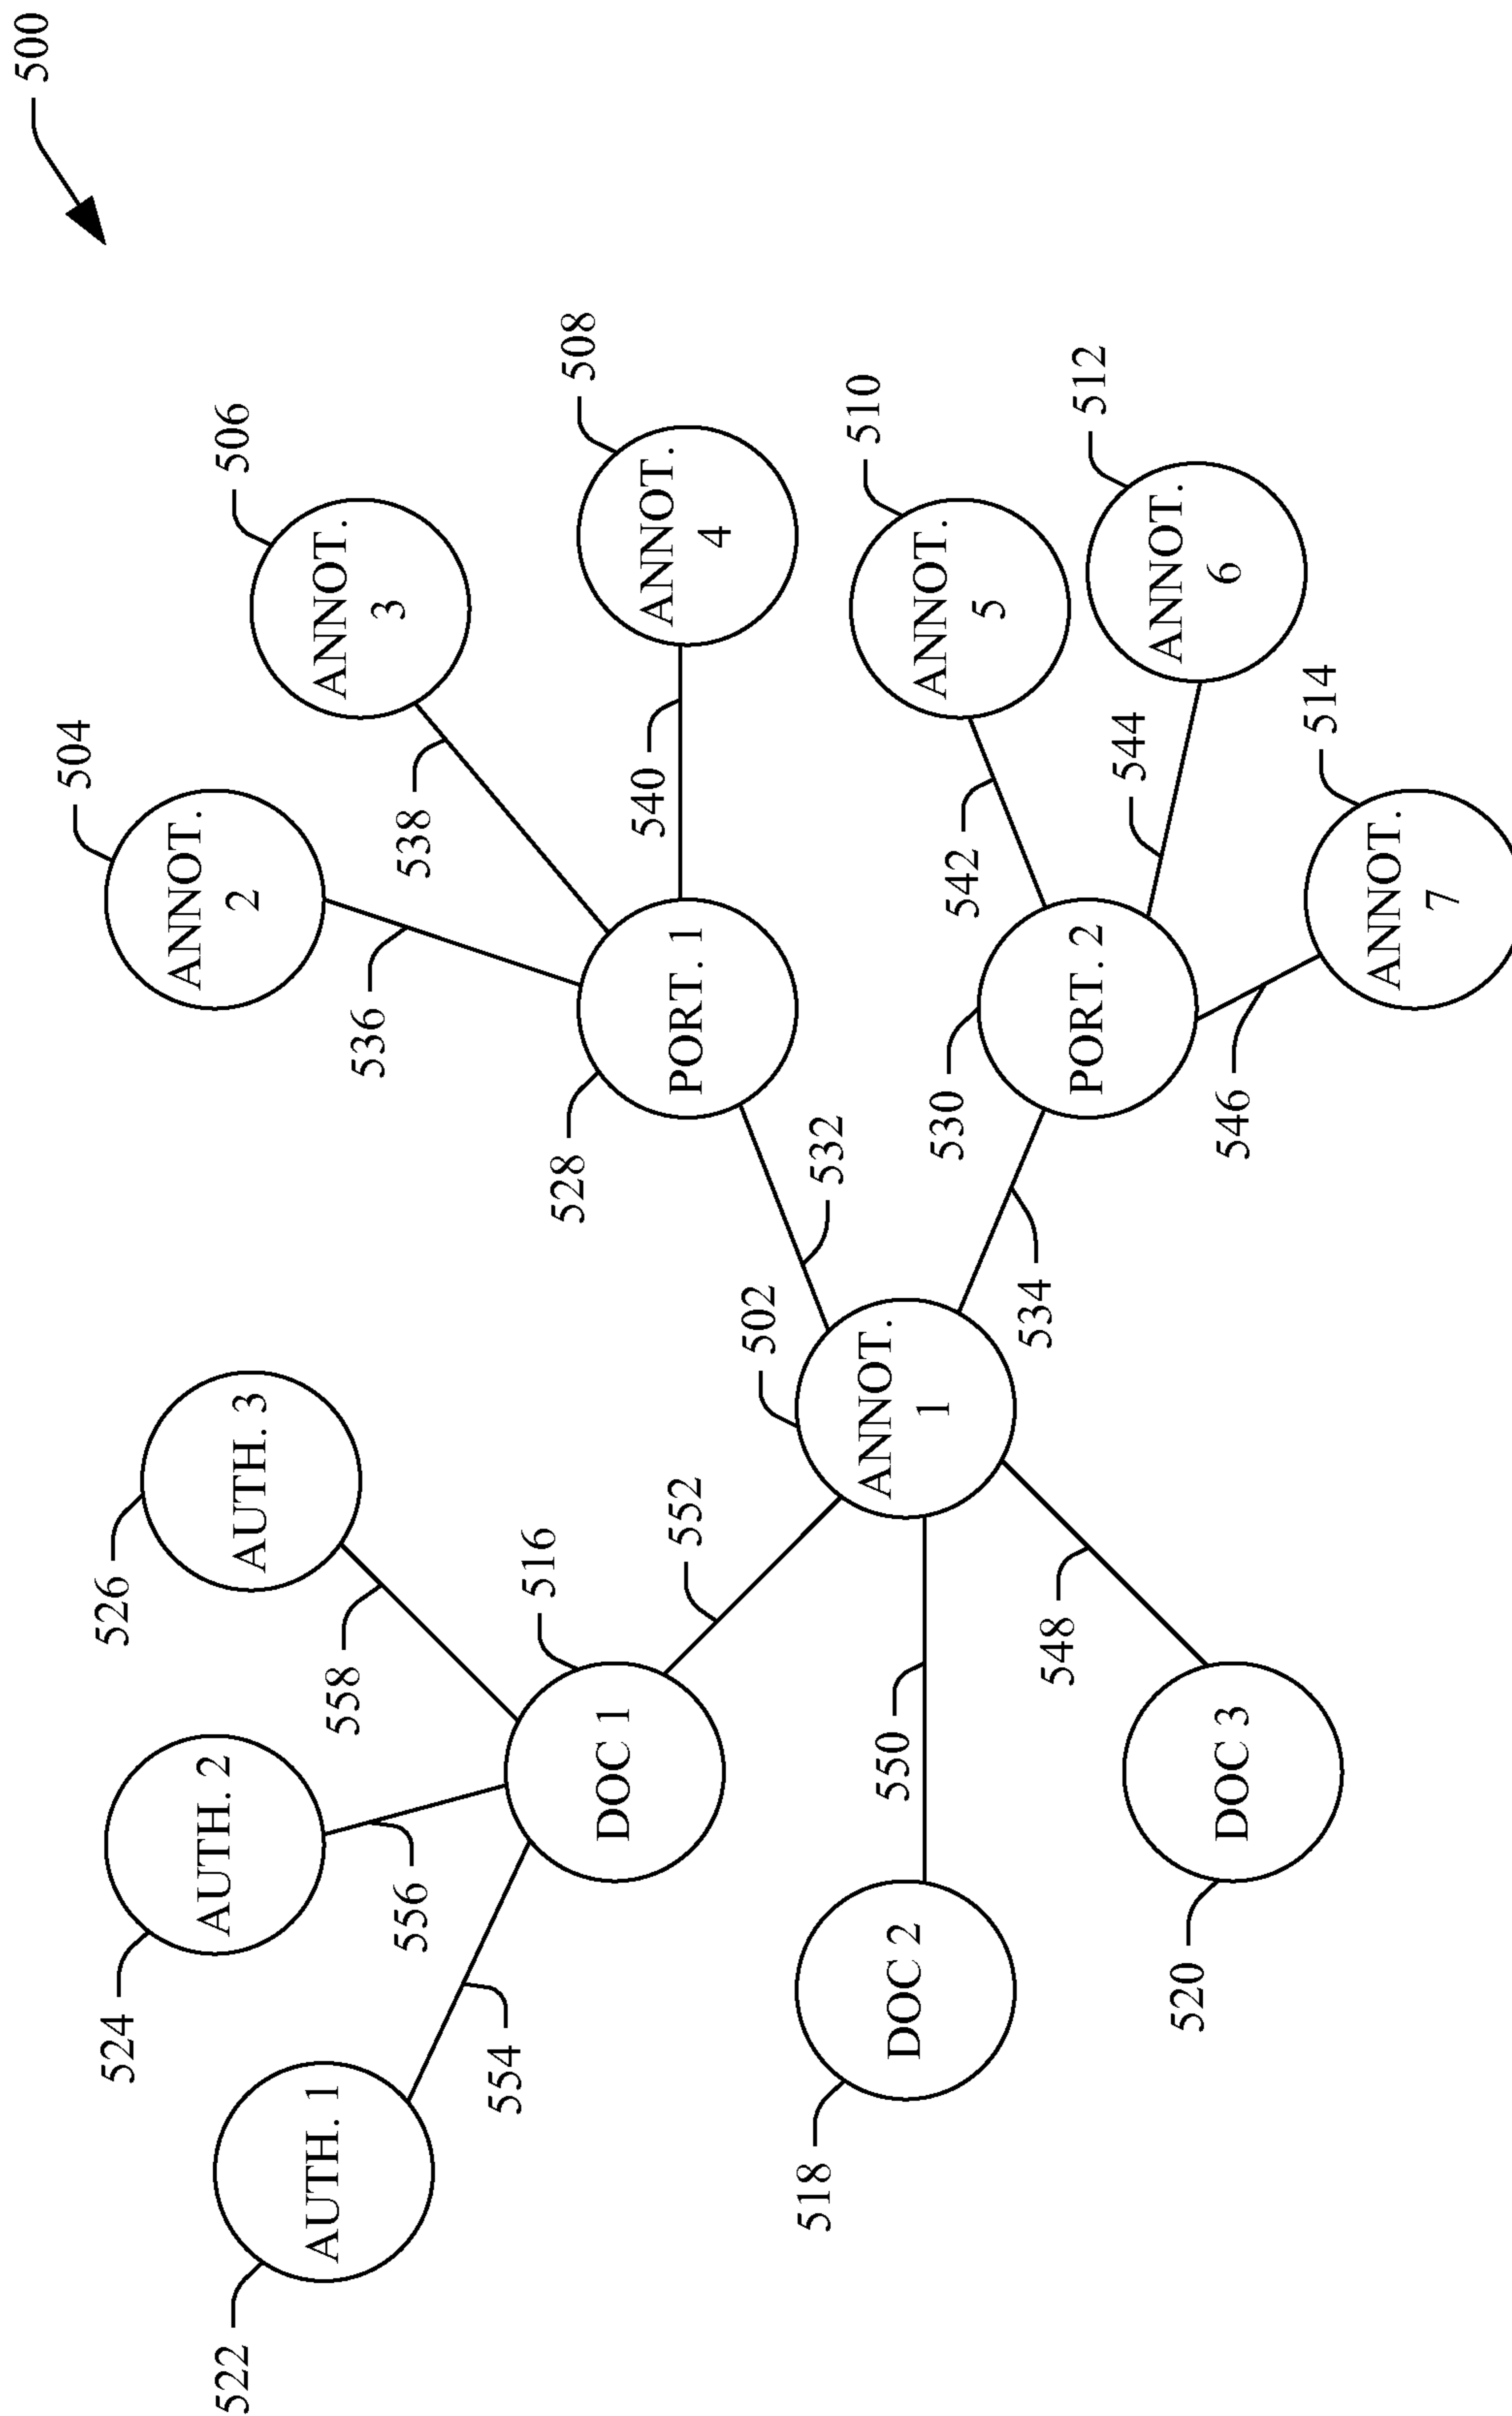 500
522
AUTH. 1
524
AUTH. 2
526
AUTH. 3
554
556
558
516
DOC 1
552
518
DOC 2
550
520
DOC 3
548
502
ANNOT.
1
532
534
528
PORT. 1
530
PORT. 2
536
538
540
504
ANNOT.
2
506
ANNOT.
3
508
ANNOT.
4
542
544
546
510
ANNOT.
5
512
ANNOT.
6
514
ANNOT.
7